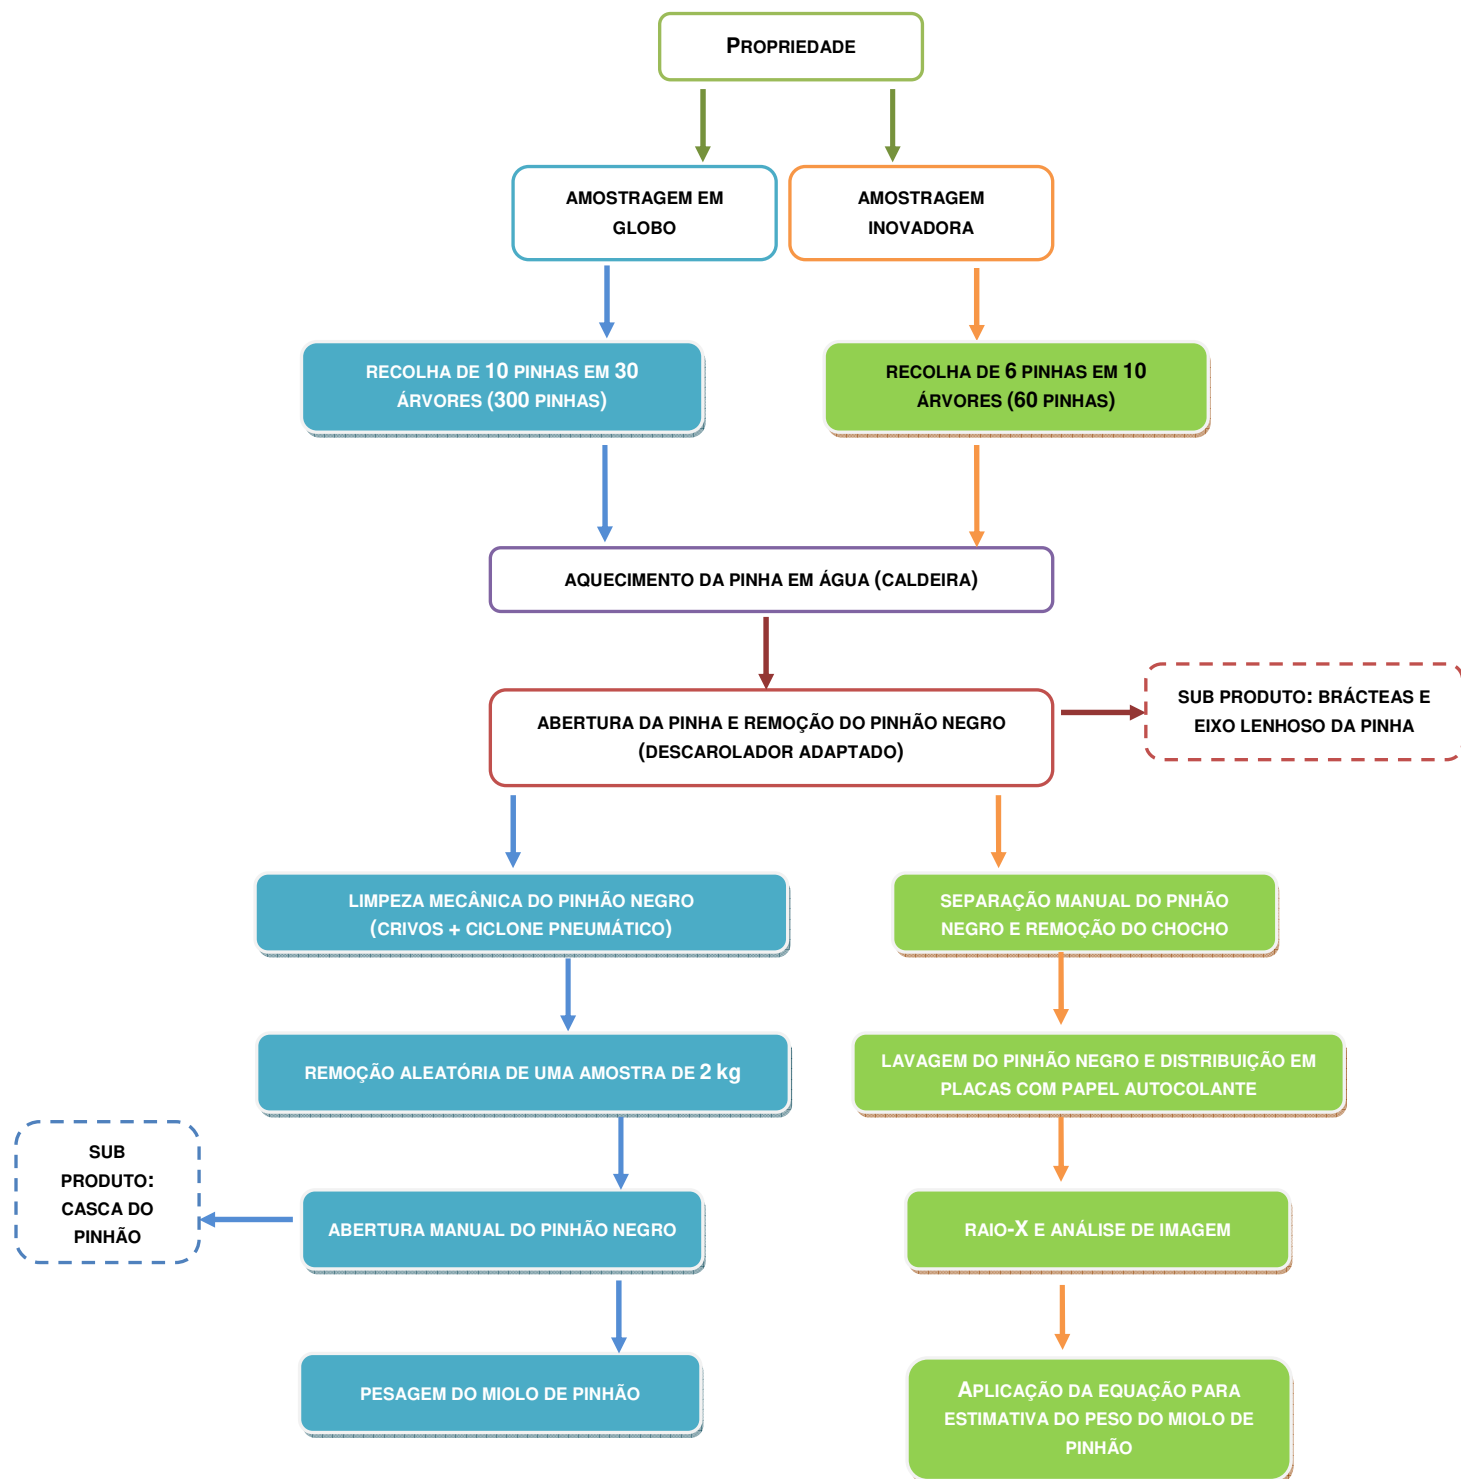 PROPRIEDADE
AMOSTRAGEM EM
GLOBO
AMOSTRAGEM
INOVADORA
RECOLHA DE 10 PINHAS EM 30
ÁRVORES (300 PINHAS)
RECOLHA DE 6 PINHAS EM 10
ÁRVORES (60 PINHAS)
AQUECIMENTO DA PINHA EM ÁGUA (CALDEIRA)
ABERTURA DA PINHA E REMOÇÃO DO PINHÃO NEGRO
(DESCAROLADOR ADAPTADO)
SUB PRODUTO: BRÁCTEAS E
EIXO LENHOSO DA PINHA
LIMPEZA MECÂNICA DO PINHÃO NEGRO
(CRIVOS + CICLONE PNEUMÁTICO)
SEPARAÇÃO MANUAL DO PNHÃO
NEGRO E REMOÇÃO DO CHOCHO
REMOÇÃO ALEATÓRIA DE UMA AMOSTRA DE 2 kg
LAVAGEM DO PINHÃO NEGRO E DISTRIBUIÇÃO EM
PLACAS COM PAPEL AUTOCOLANTE
SUB
PRODUTO:
CASCA DO
PINHÃO
ABERTURA MANUAL DO PINHÃO NEGRO
RAIO-X E ANÁLISE DE IMAGEM
PESAGEM DO MIOLO DE PINHÃO
APLICAÇÃO DA EQUAÇÃO PARA
ESTIMATIVA DO PESO DO MIOLO DE
PINHÃO